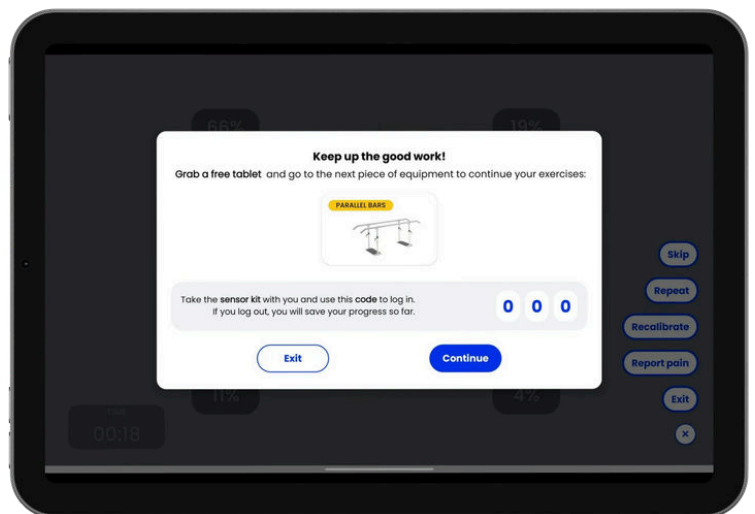 66%
19%
Keep up the good work!
Grab a free tablet and go to the next piece of equipment to continue your exercises:
PARALLEL BARS
Take the sensor kit with you and use this code to log in.
If you log out, you will save your progress so far.
0 0 0
Exit
Continue
Skip
Repeat
Recalibrate
Report pain
Exit
11%
4%
Time
00:18